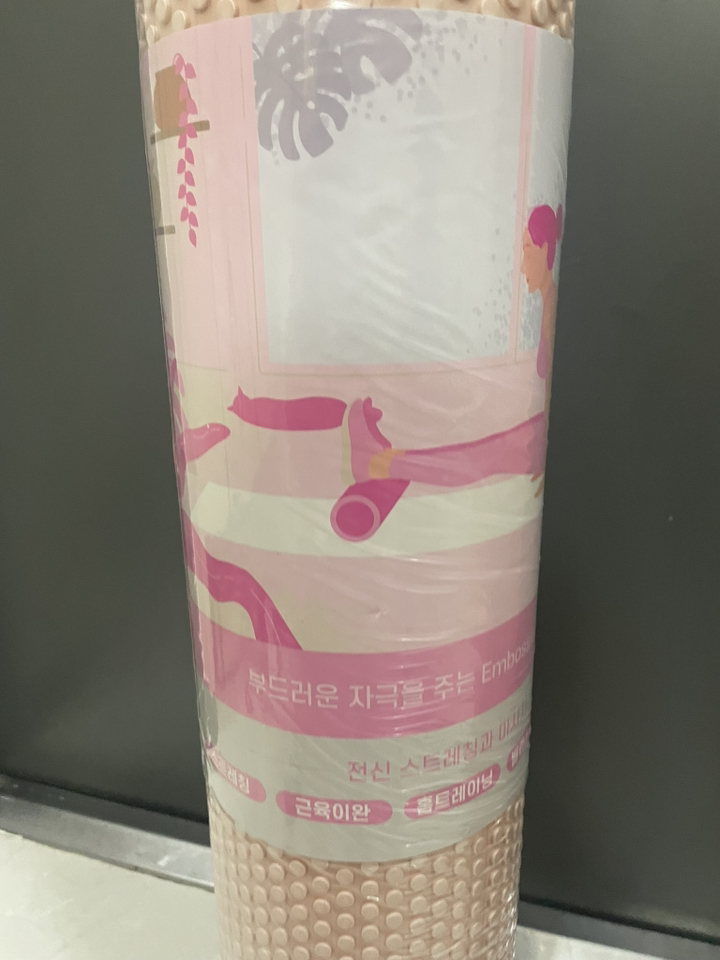 부드러운 자극을 주는
전신 스트레칭과
근육이완 홈트레이닝